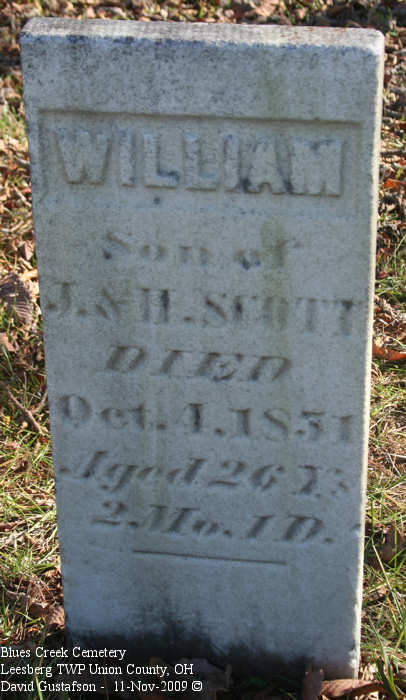 WILLIAM
Son of
J. & H. SCOTT
DIED
Oct. 4. 1851
Aged 26 Ys
2 Mo. 1 D.
Blues Creek Cemetery
Leesberg TWP Union County, OH
David Gustafson - 11-Nov-2009 ©